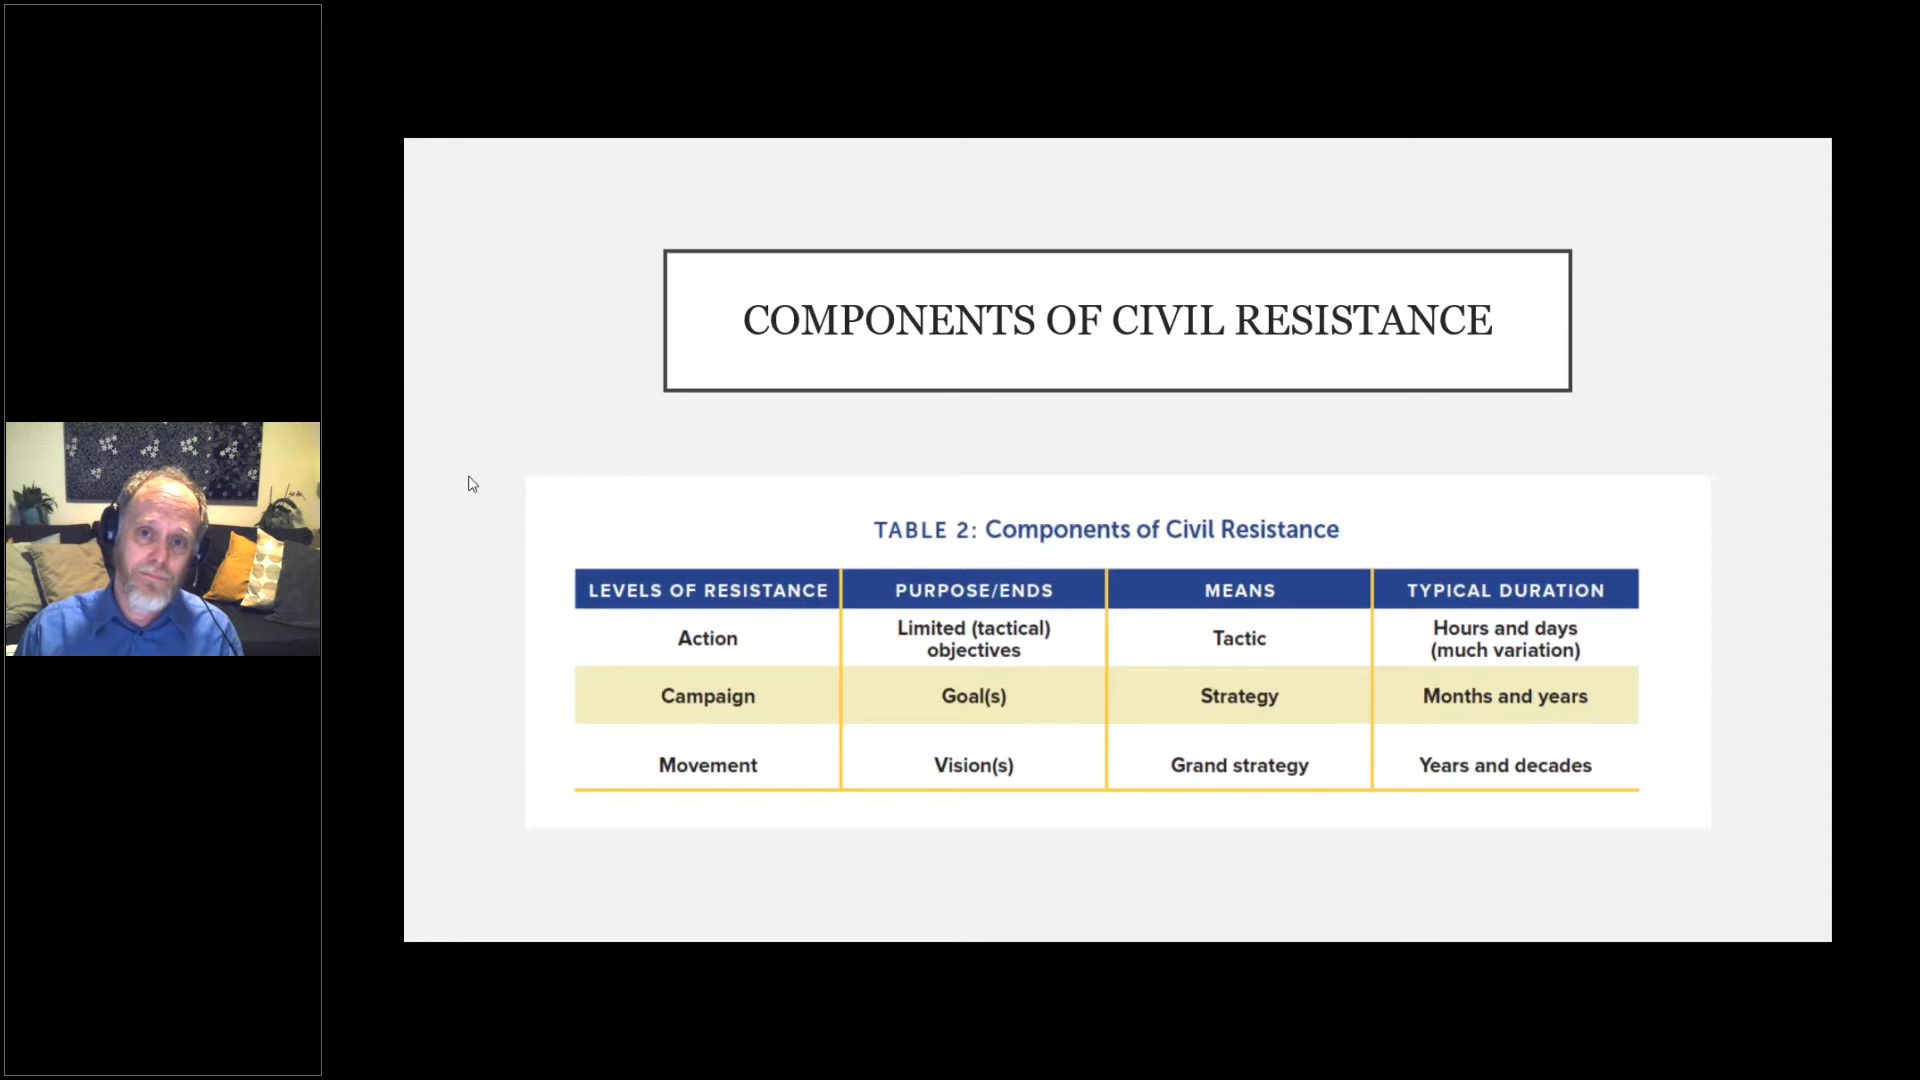 COMPONENTS OF CIVIL RESISTANCE
TABLE 2: Components of Civil Resistance
LEVELS OF RESISTANCE PURPOSE/ENDS MEANS TYPICAL DURATION
Action Limited (tactical) objectives Tactic Hours and days (much variation)
Campaign Goal(s) Strategy Months and years
Movement Vision(s) Grand strategy Years and decades